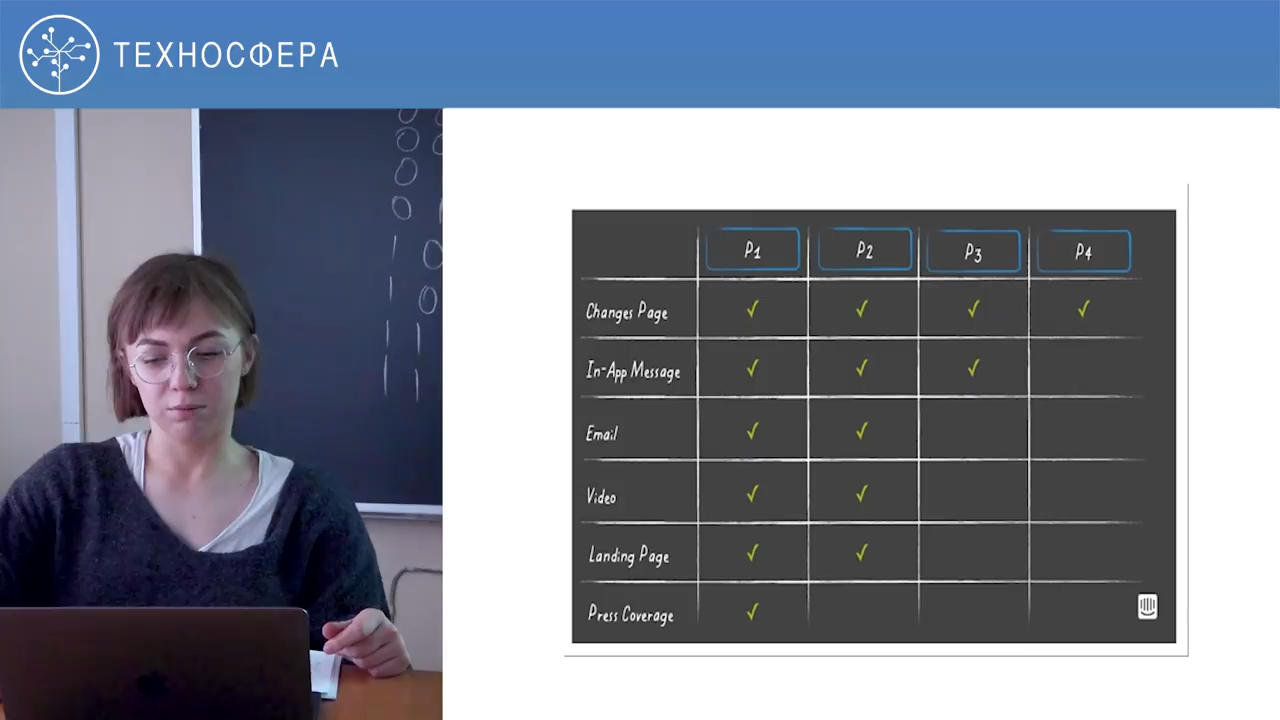 ТЕХНОСФЕРА
P1 P2 P3 P4
Changes Page ✓ ✓ ✓ ✓
In-App Message ✓ ✓ ✓
Email ✓ ✓
Video ✓ ✓
Landing Page ✓ ✓
Press Coverage ✓